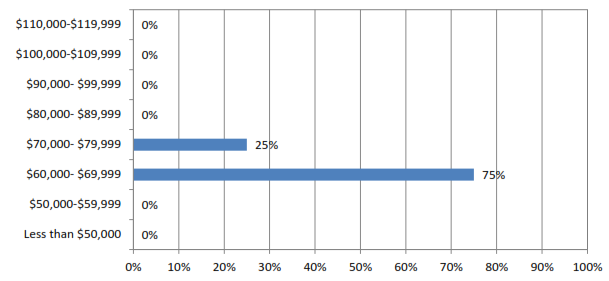 $110,000-$119,999 0%
$100,000-$109,999 0%
$90,000- $99,999 0%
$80,000- $89,999 0%
$70,000- $79,999 25%
$60,000- $69,999 75%
$50,000-$59,999 0%
Less than $50,000 0%
0% 10% 20% 30% 40% 50% 60% 70% 80% 90% 100%